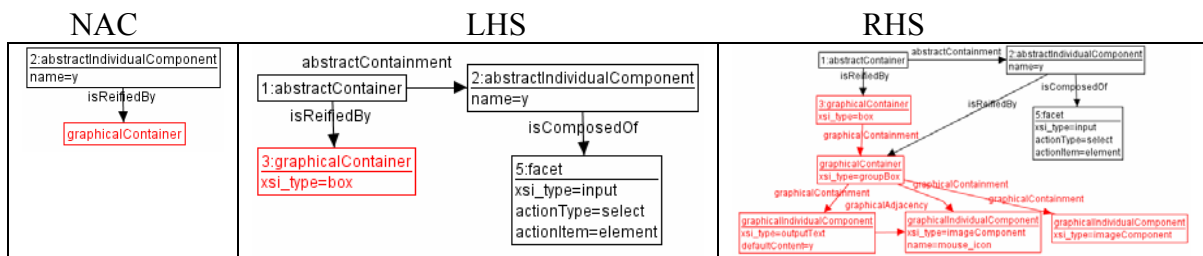 NAC
LHS
RHS
2:abstractIndividualComponent
name=y
isReifiedBy
graphicalContainer
abstractContainment
1:abstractContainer
2:abstractIndividualComponent
name=y
isReifiedBy
isComposedOf
3:graphicalContainer
xsi_type=box
5:facet
xsi_type=input
actionType=select
actionItem=element
abstractContainment
1:abstractContainer
2:abstractIndividualComponent
name=y
isReifiedBy
isReifiedBy
isComposedOf
3:graphicalContainer
xsi_type=box
5:facet
xsi_type=input
actionType=select
actionItem=element
graphicalContainment
graphicalContainer
xsi_type=groupBox
graphicalContainment
graphicalContainment
graphicalContainment
graphicalAdjacency
graphicalIndividualComponent
xsi_type=outputText
defaultContent=y
graphicalIndividualComponent
xsi_type=imageComponent
name=mouse_icon
graphicalIndividualComponent
xsi_type=imageComponent